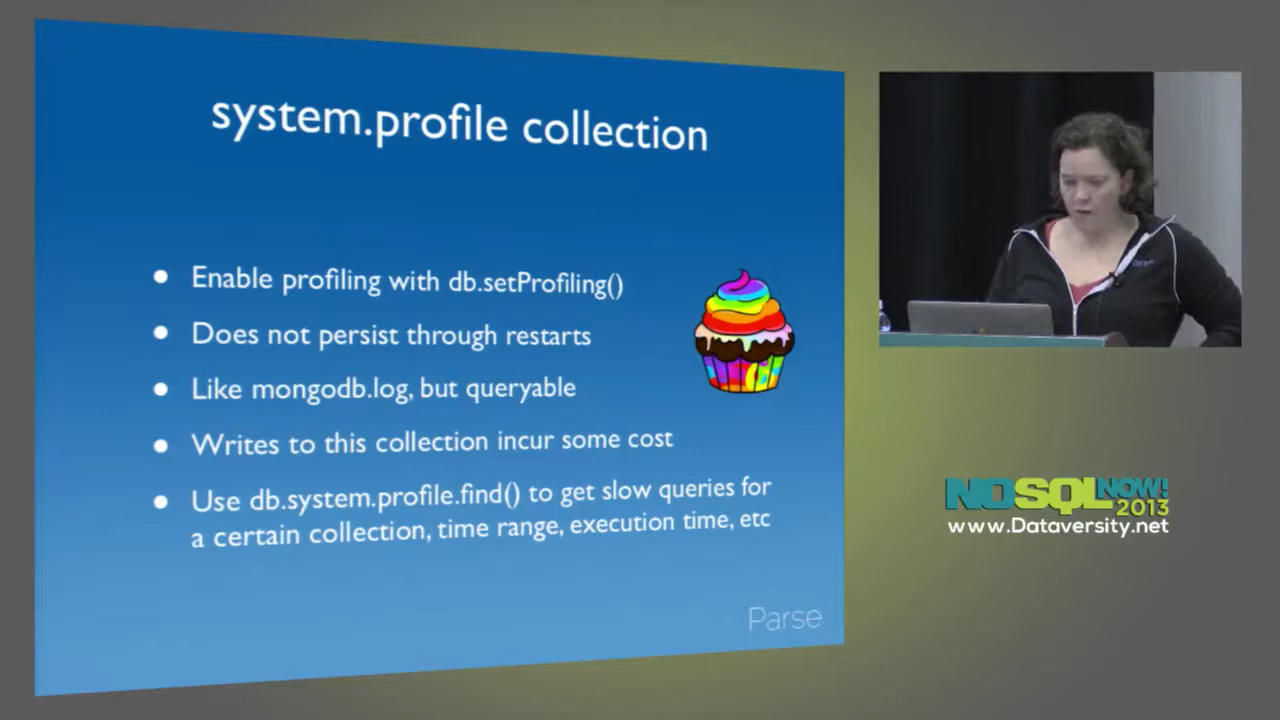 system.profile collection
Enable profiling with db.setProfiling()
Does not persist through restarts
Like mongodb.log, but queryable
Writes to this collection incur some cost
Use db.system.profile.find() to get slow queries for
a certain collection, time range, execution time, etc
Parse
NOSQL NOW!
2013
www.Dataversity.net